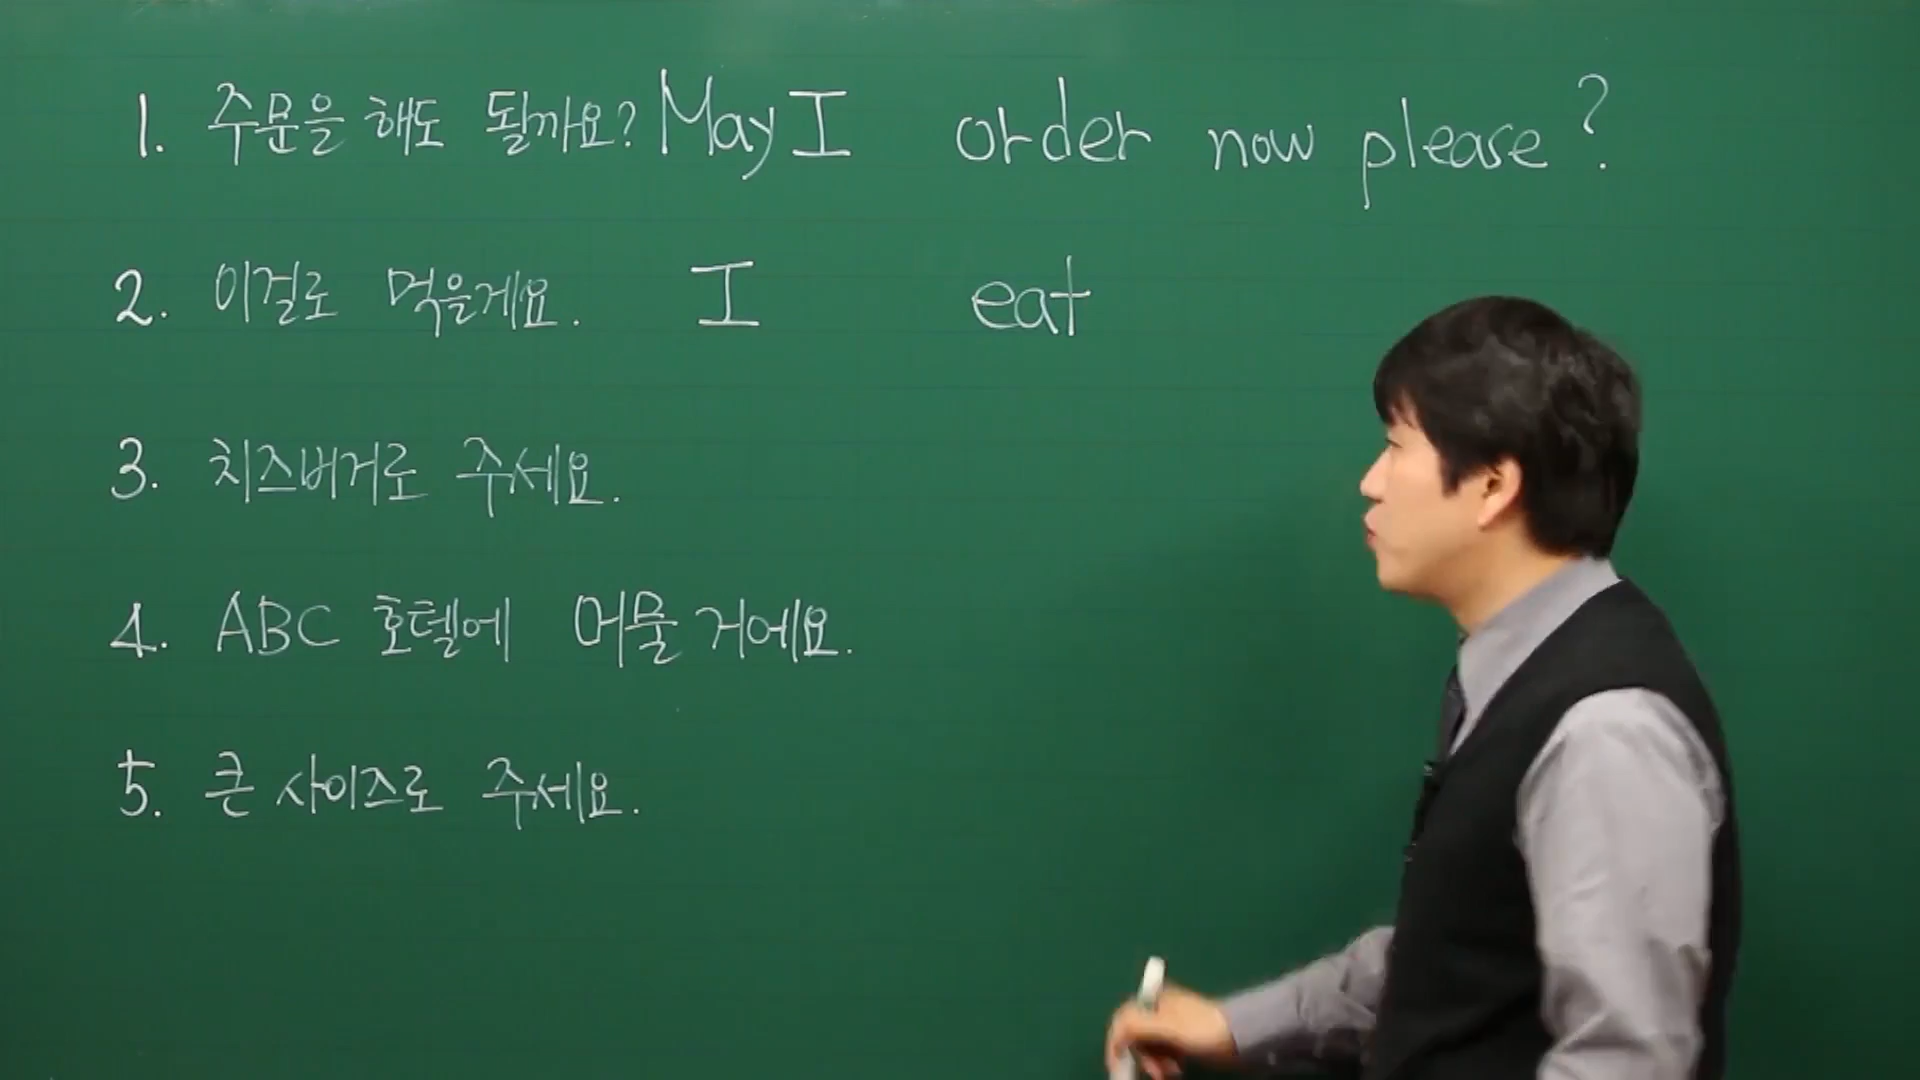 1. 주문을 해도 될까요? May I order now please?
2. 이걸로 먹을게요. I eat
3. 치즈버거로 주세요.
4. ABC 호텔에 머물 거에요.
5. 큰 사이즈로 주세요.